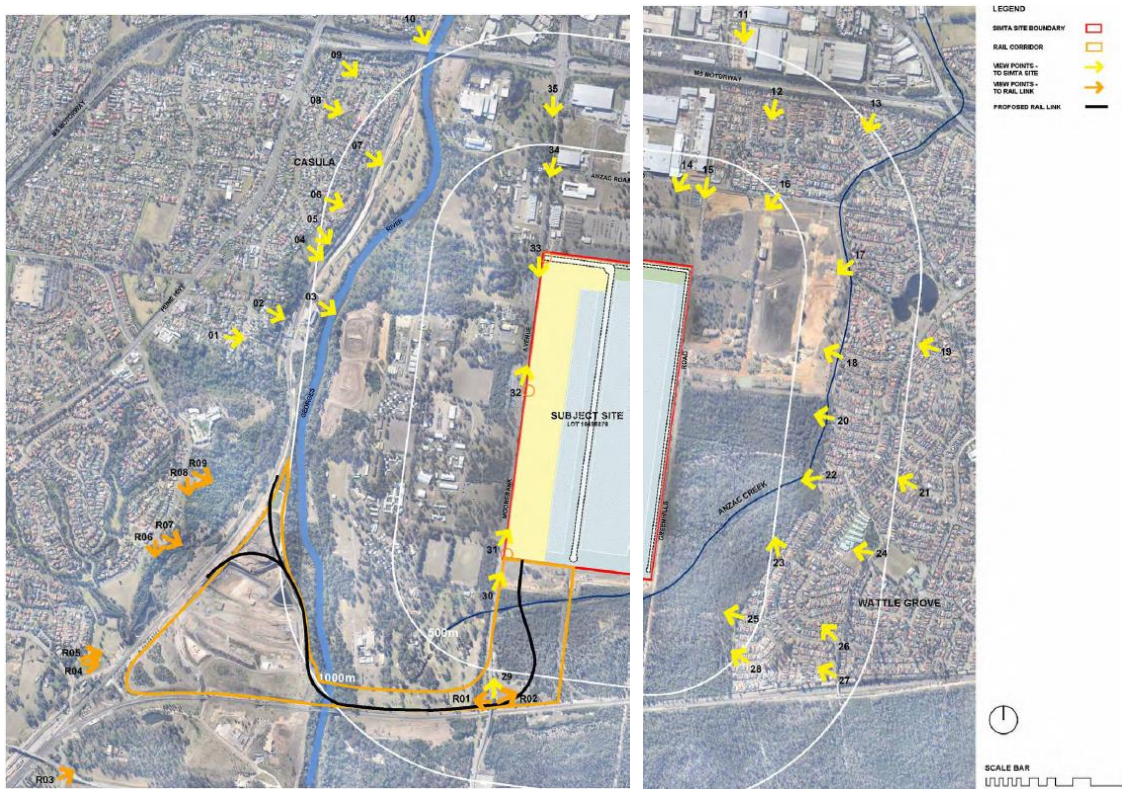 LEGEND
SIMTA SITE BOUNDARY
RAIL CORRIDOR
VIEW POINTS -
TO SIMTA SITE
VIEW POINTS -
TO RAIL LINK
PROPOSED RAIL LINK
10
11
09
M5 MOTORWAY
M5 MOTORWAY
08
35
12
13
07
CASULA
34
ANZAC ROAD
14
15
16
06
05
04
RIVER
33
17
HUME HWY
03
02
01
AVENUE
ROAD
19
18
GEORGES
32
SUBJECT SITE
20
R09
R08
22
21
MOOREBANK
ANZAC CREEK
GREENHILLS
R07
R06
31
23
24
30
WATTLE GROVE
25
500m
26
R05
R04
28
1000m
29
27
R01
R02
R03
SCALE BAR